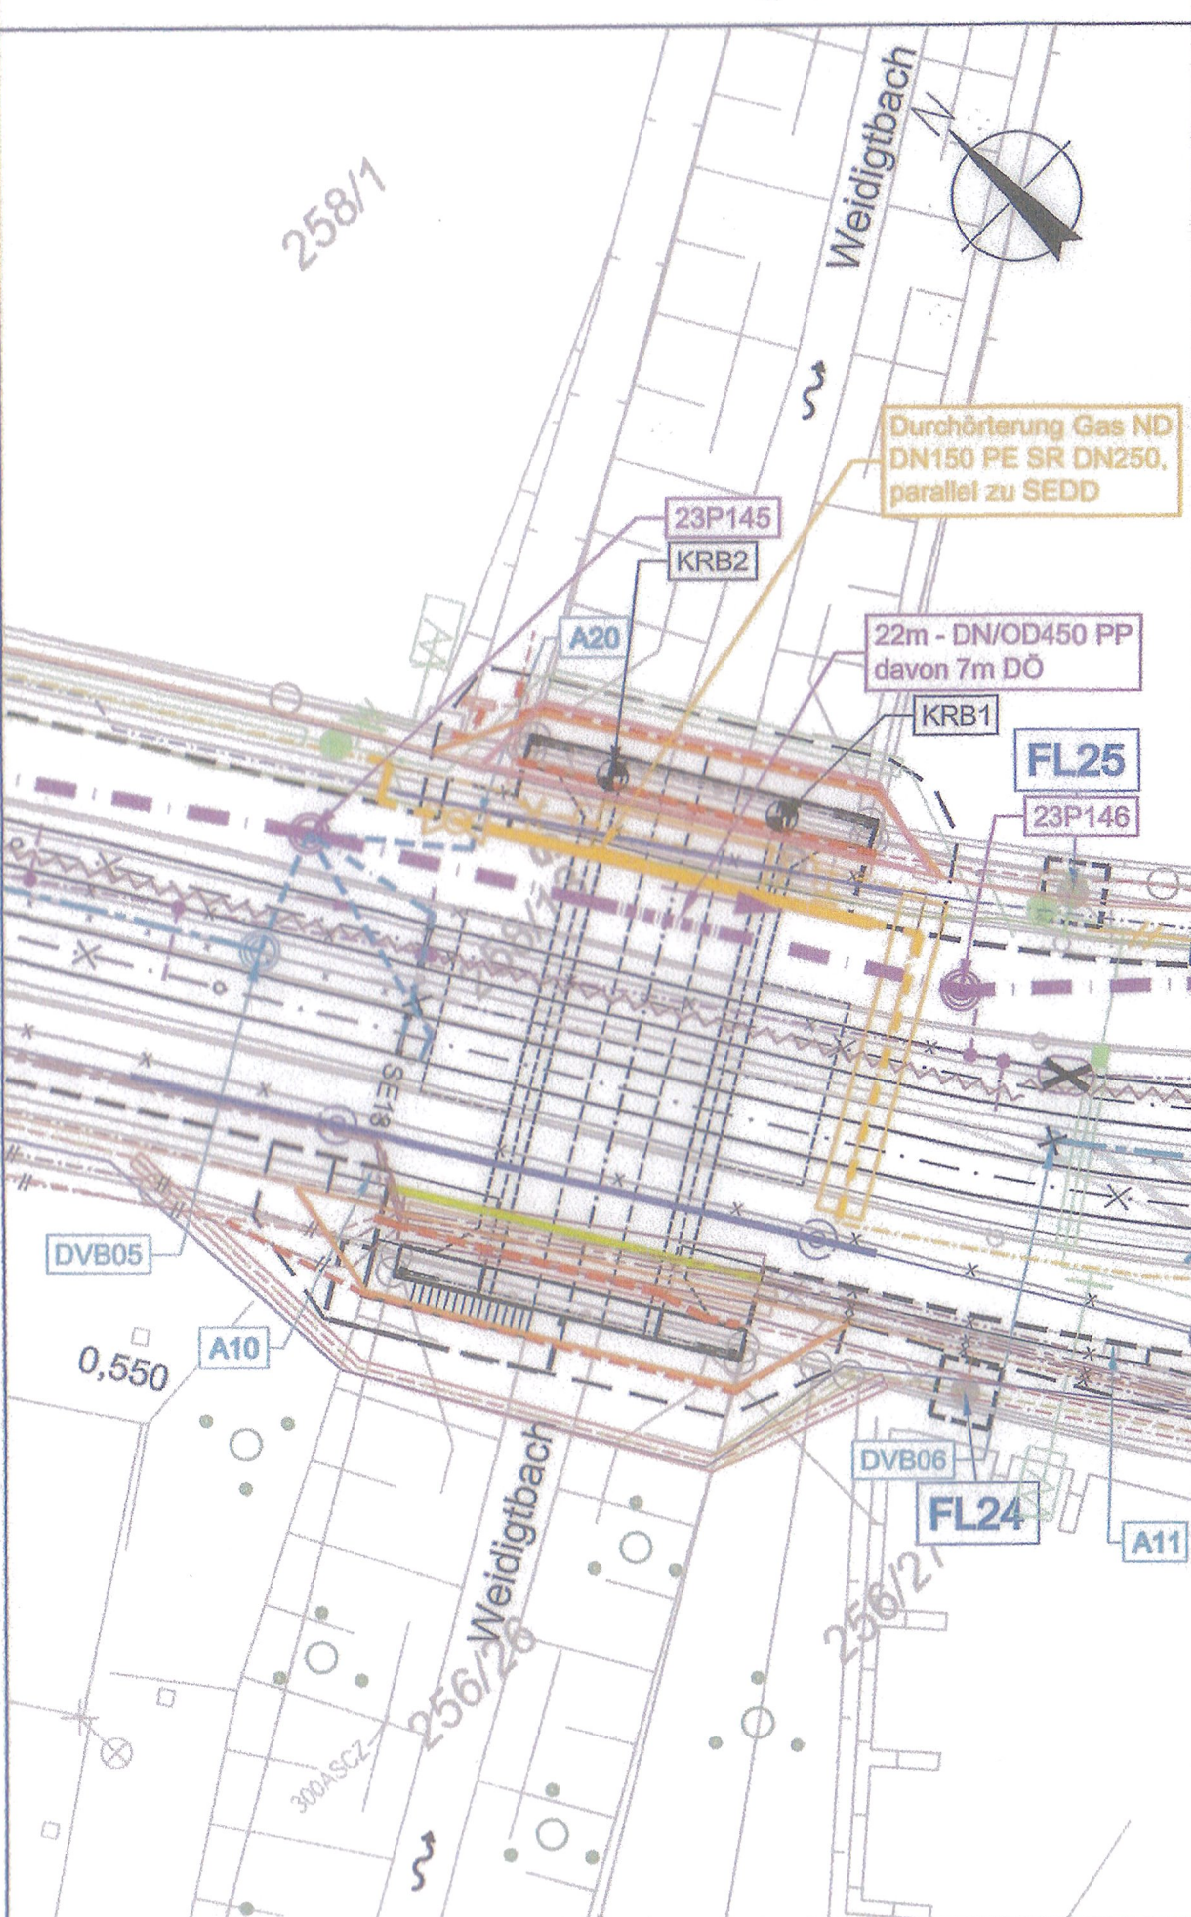 Weidigtbach
N
258/1
Durchörterung Gas ND
DN150 PE SR DN250,
parallel zu SEDD
23P145
KRB2
A20
22m - DN/OD450 PP
davon 7m DÖ
KRB1
FL25
23P146
SE18
DVB05
A10
0,550
Weidigtbach
DVB06
FL24
A11
256/27
256/26
300ASCZ